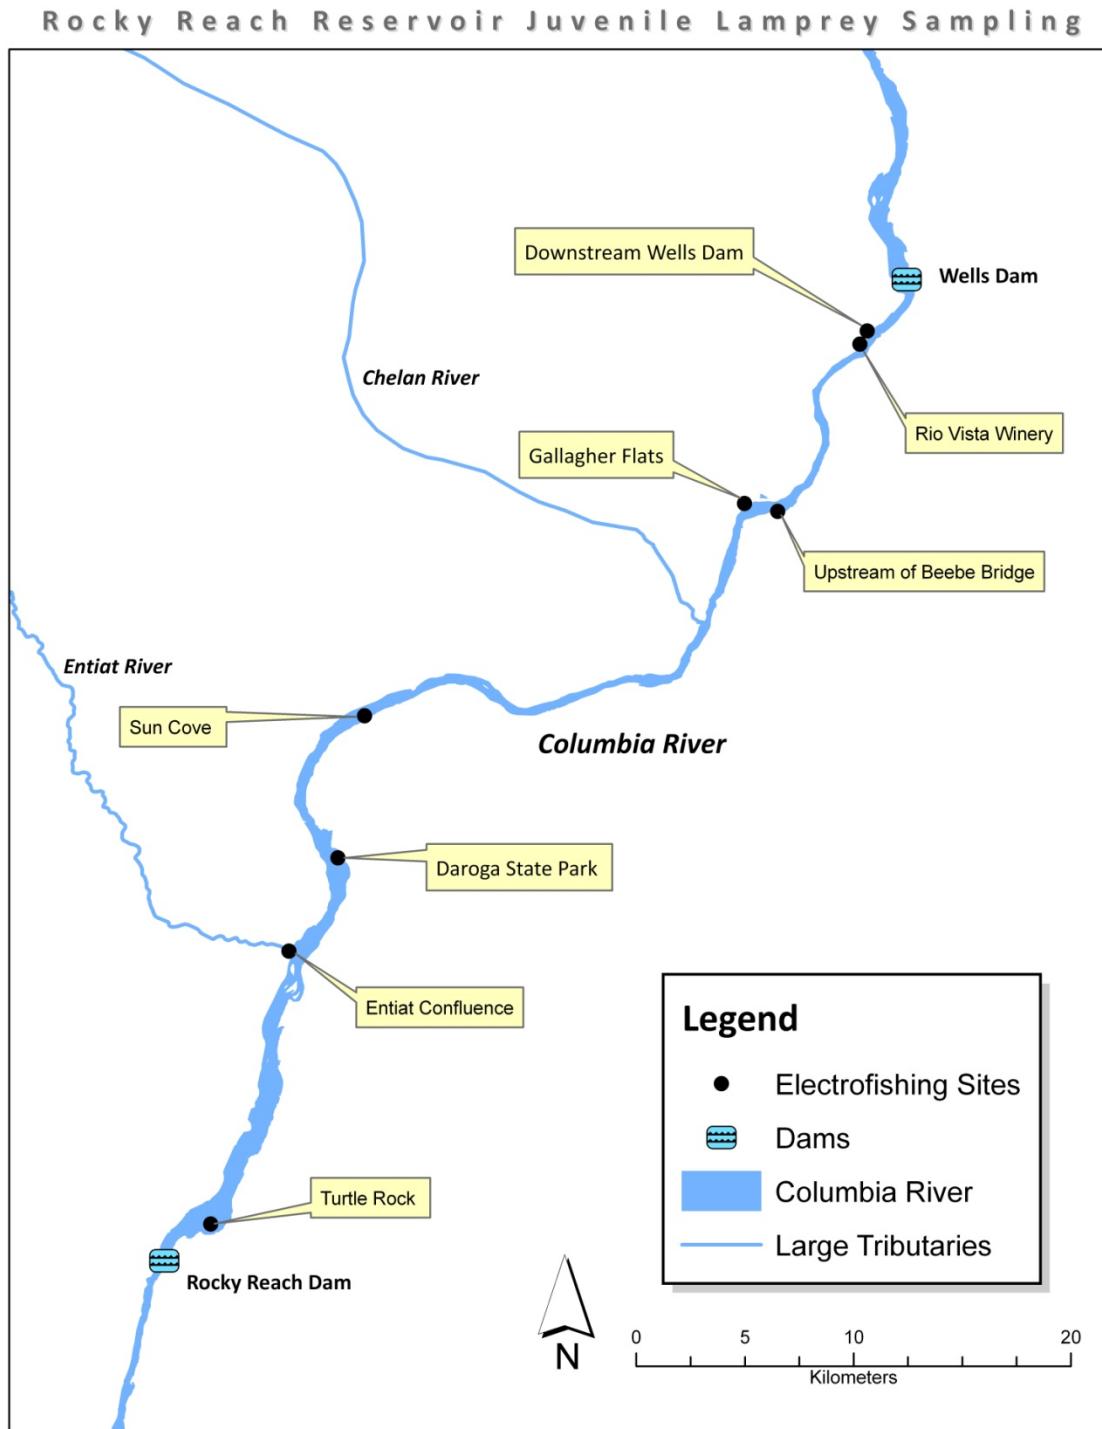 Rocky Reach Reservoir Juvenile Lamprey Sampling
Downstream Wells Dam
Wells Dam
Chelan River
Rio Vista Winery
Gallagher Flats
Upstream of Beebe Bridge
Entiat River
Sun Cove
Columbia River
Daroga State Park
Entiat Confluence
Legend
Electrofishing Sites
Dams
Columbia River
Large Tributaries
Turtle Rock
Rocky Reach Dam
N
0 5 10 20
Kilometers